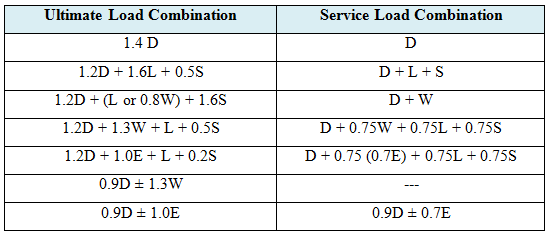 Ultimate Load Combination Service Load Combination
1.4 D D
1.2D + 1.6L + 0.5S D + L + S
1.2D + (L or 0.8W) + 1.6S D + W
1.2D + 1.3W + L + 0.5S D + 0.75W + 0.75L + 0.75S
1.2D + 1.0E + L + 0.2S D + 0.75 (0.7E) + 0.75L + 0.75S
0.9D ± 1.3W ---
0.9D ± 1.0E 0.9D ± 0.7E